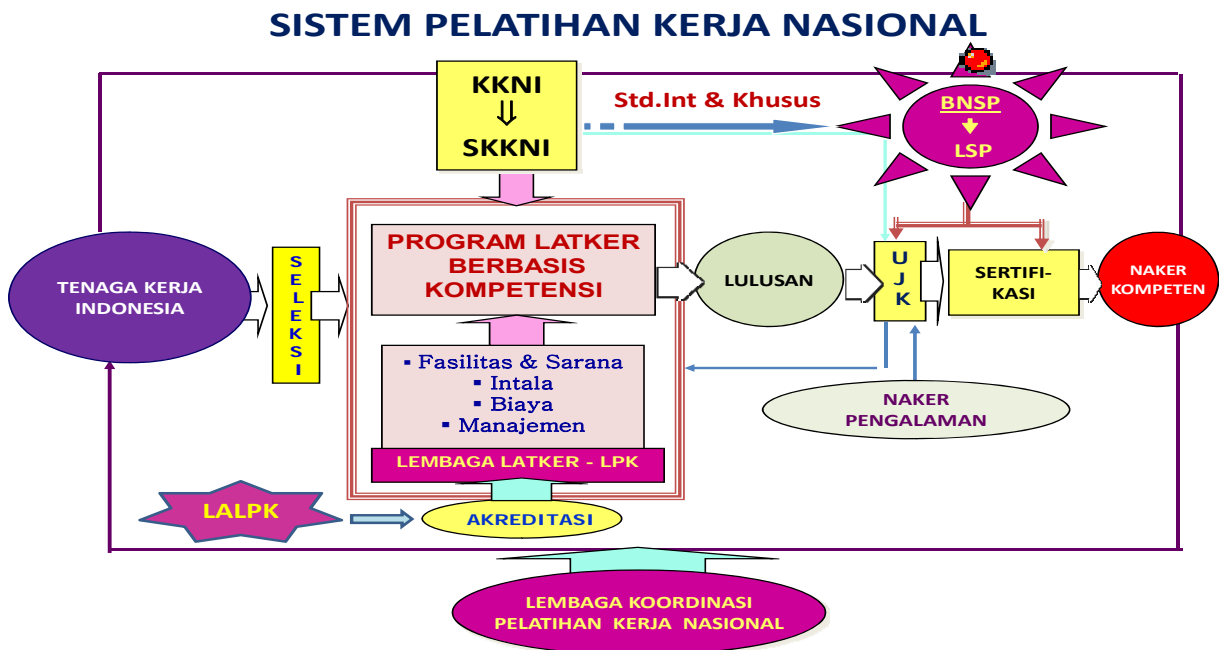 SISTEM PELATIHAN KERJA NASIONAL
KKNI
⇓
SKKNI
Std.Int & Khusus
BNSP
LSP
TENAGA KERJA
INDONESIA
S
E
L
E
K
S
I
PROGRAM LATKER
BERBASIS
KOMPETENSI
LULUSAN
U
J
K
SERTIFI-
KASI
NAKER
KOMPETEN
▪ Fasilitas & Sarana
▪ Intala
▪ Biaya
▪ Manajemen
NAKER
PENGALAMAN
LEMBAGA LATKER - LPK
LALPK
AKREDITASI
LEMBAGA KOORDINASI
PELATIHAN KERJA NASIONAL